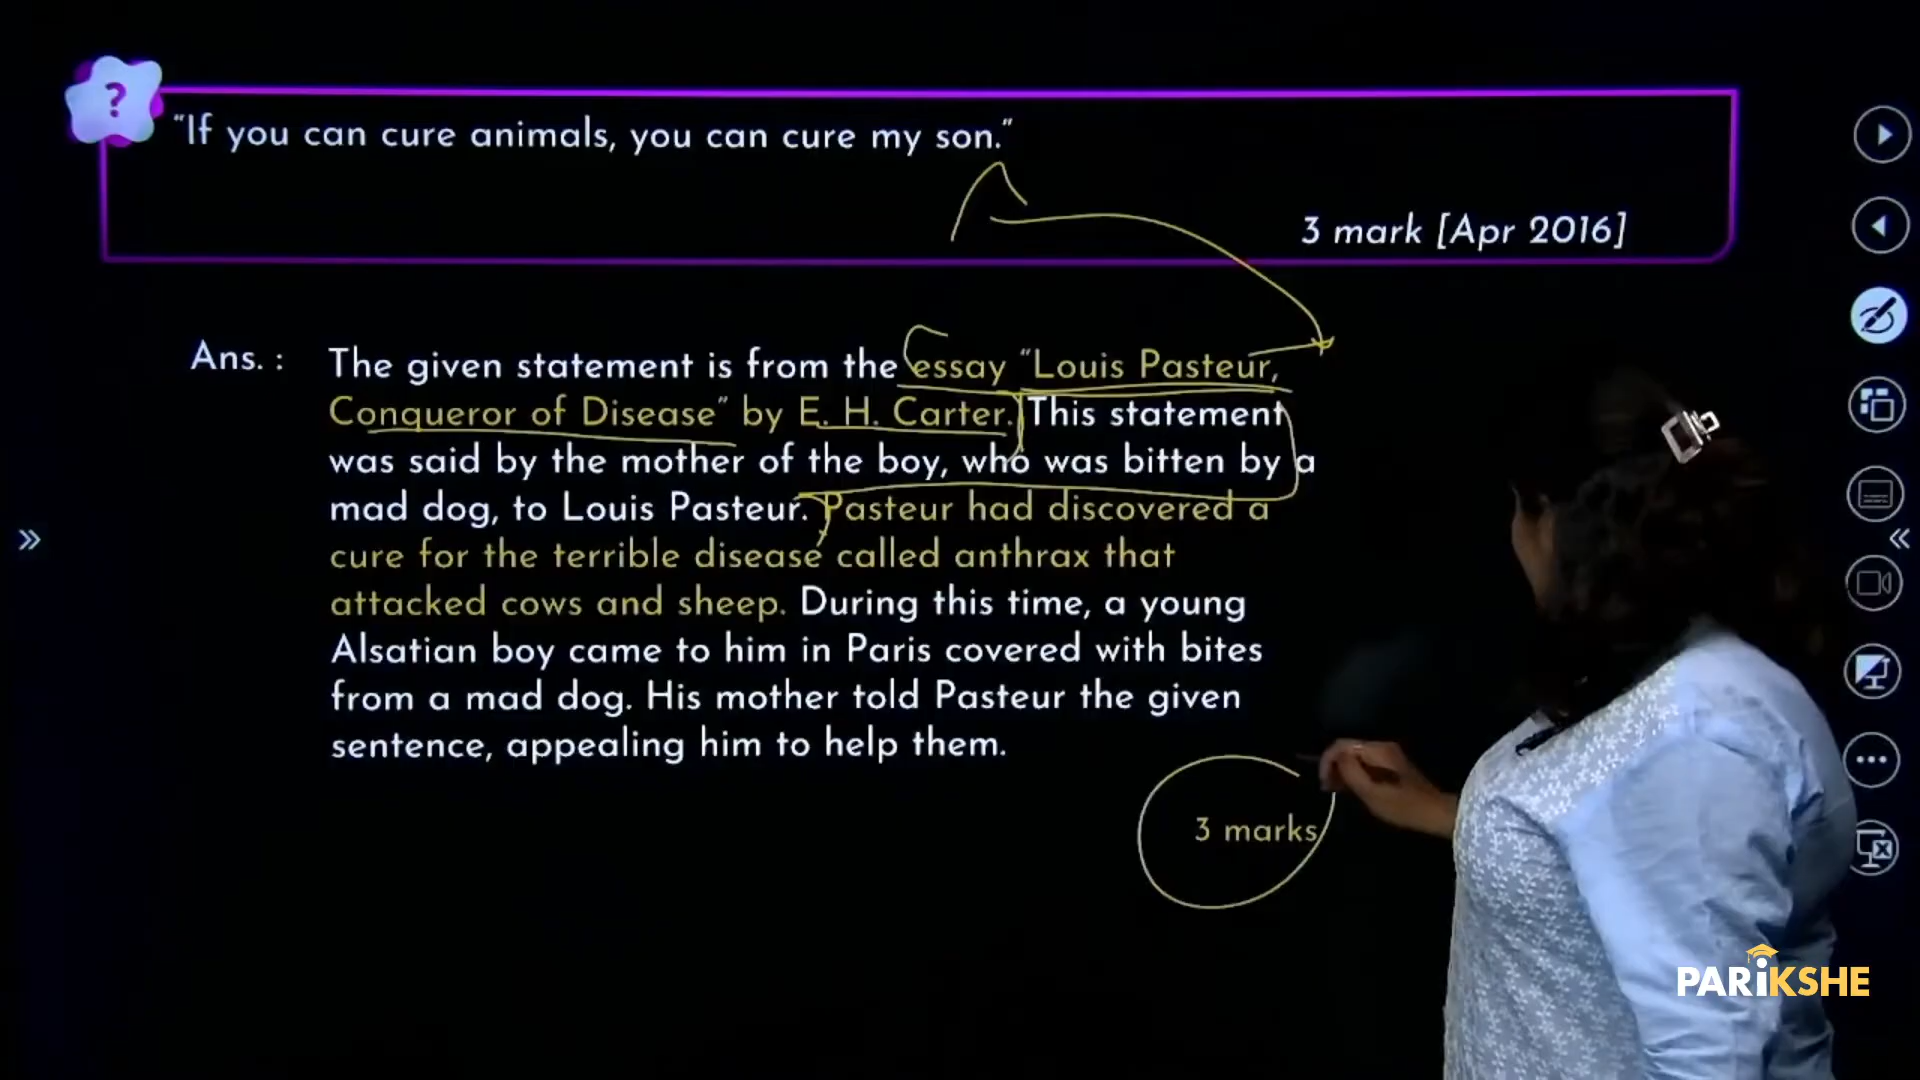 ?
"If you can cure animals, you can cure my son."
3 mark [Apr 2016]
Ans. :
The given statement is from the essay "Louis Pasteur,
Conqueror of Disease" by E. H. Carter. This statement
was said by the mother of the boy, who was bitten by a
mad dog, to Louis Pasteur. Pasteur had discovered a
cure for the terrible disease called anthrax that
attacked cows and sheep. During this time, a young
Alsatian boy came to him in Paris covered with bites
from a mad dog. His mother told Pasteur the given
sentence, appealing him to help them.
3 marks
PARiKSHE